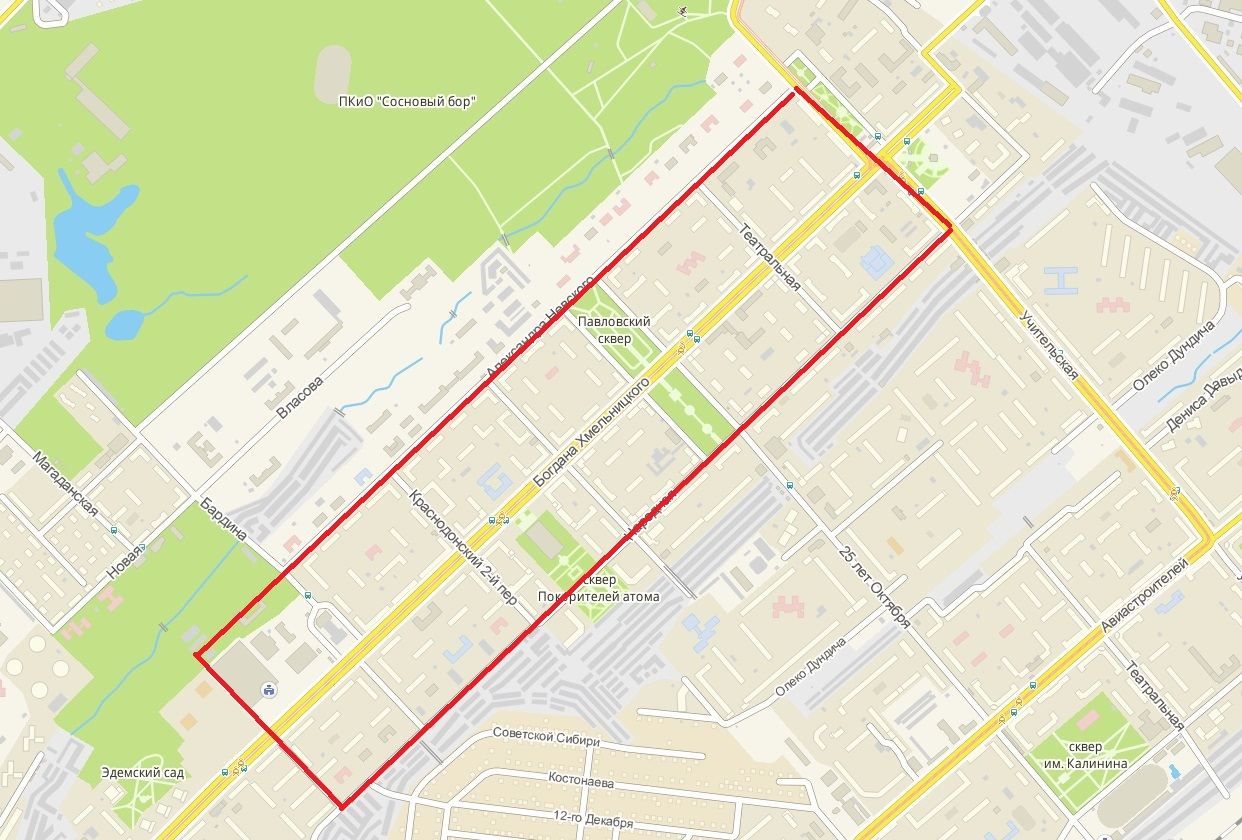 ПКиО "Сосновый бор"
Театральная
Александра Невского
Павловский
сквер
Учительская
Олеко Дундича
Власова
Богдана Хмельницкого
Магаданская
Бардина
Новая
Краснодонский 2-й пер
Народная
25 лет Октября
сквер
Покорителей атома
Авиастроителей
Олеко Дундича
Театральная
Советской Сибири
сквер
им. Калинина
Эдемский сад
Костонаева
12-го Декабря